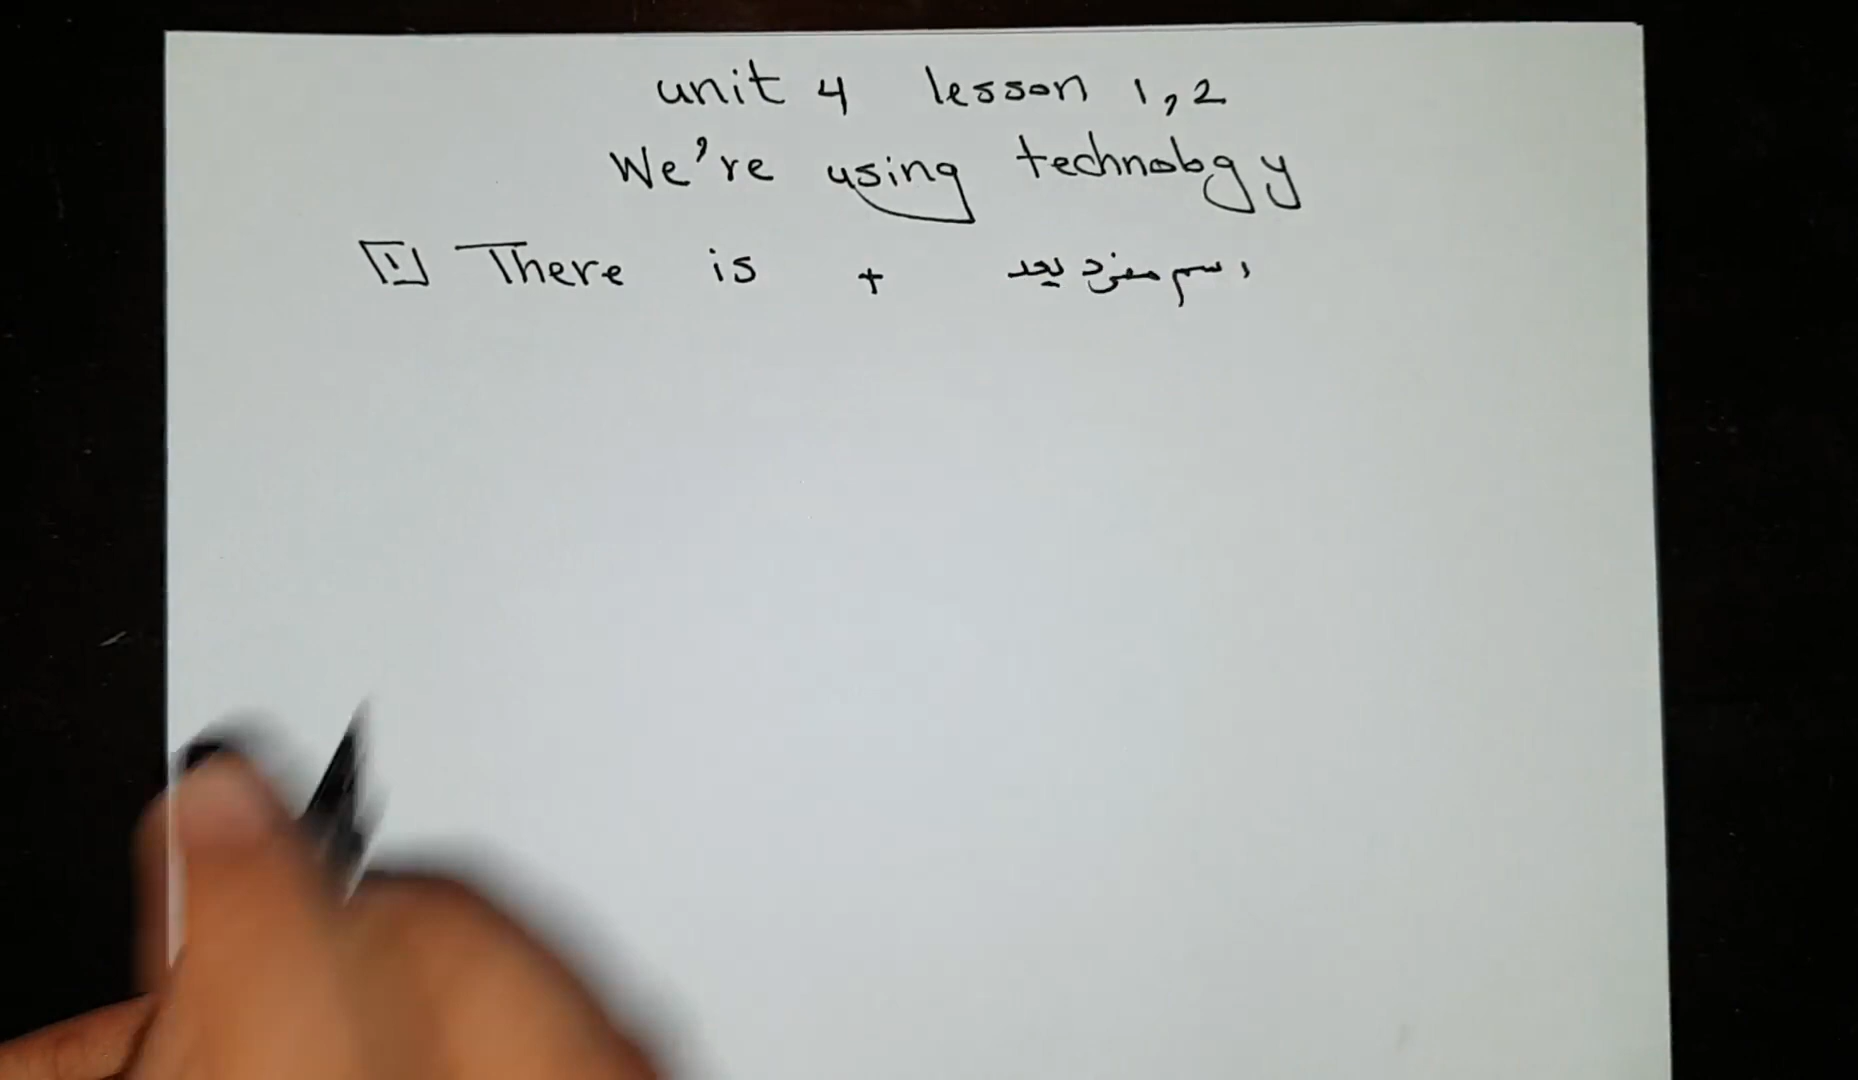 unit 4 lesson 1,2
We're using technology
1 There is + اسم مفرد يعد